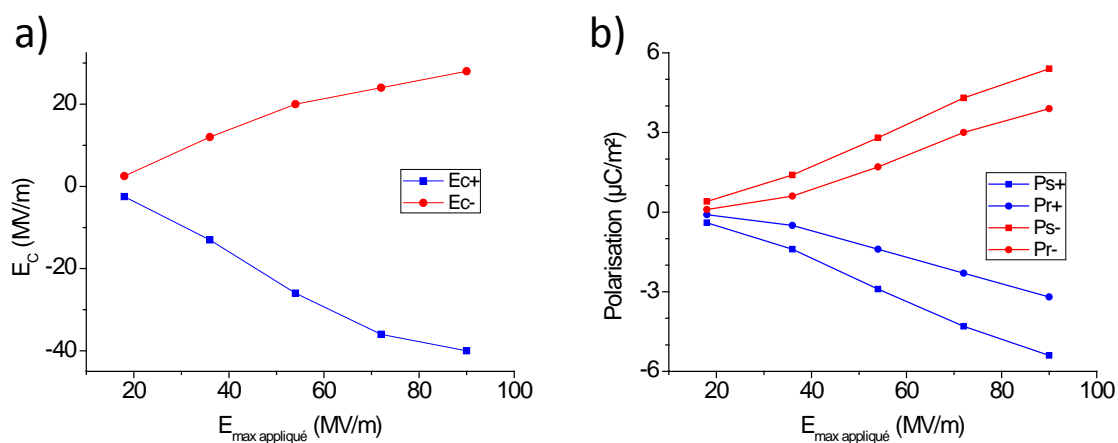 a)
20
0
-20
-40
E_C (MV/m)
Ec+
Ec-
20 40 60 80 100
E_max appliqué (MV/m)
b)
6
3
0
-3
-6
Polarisation (µC/m²)
Ps+
Pr+
Ps-
Pr-
20 40 60 80 100
E_max appliqué (MV/m)